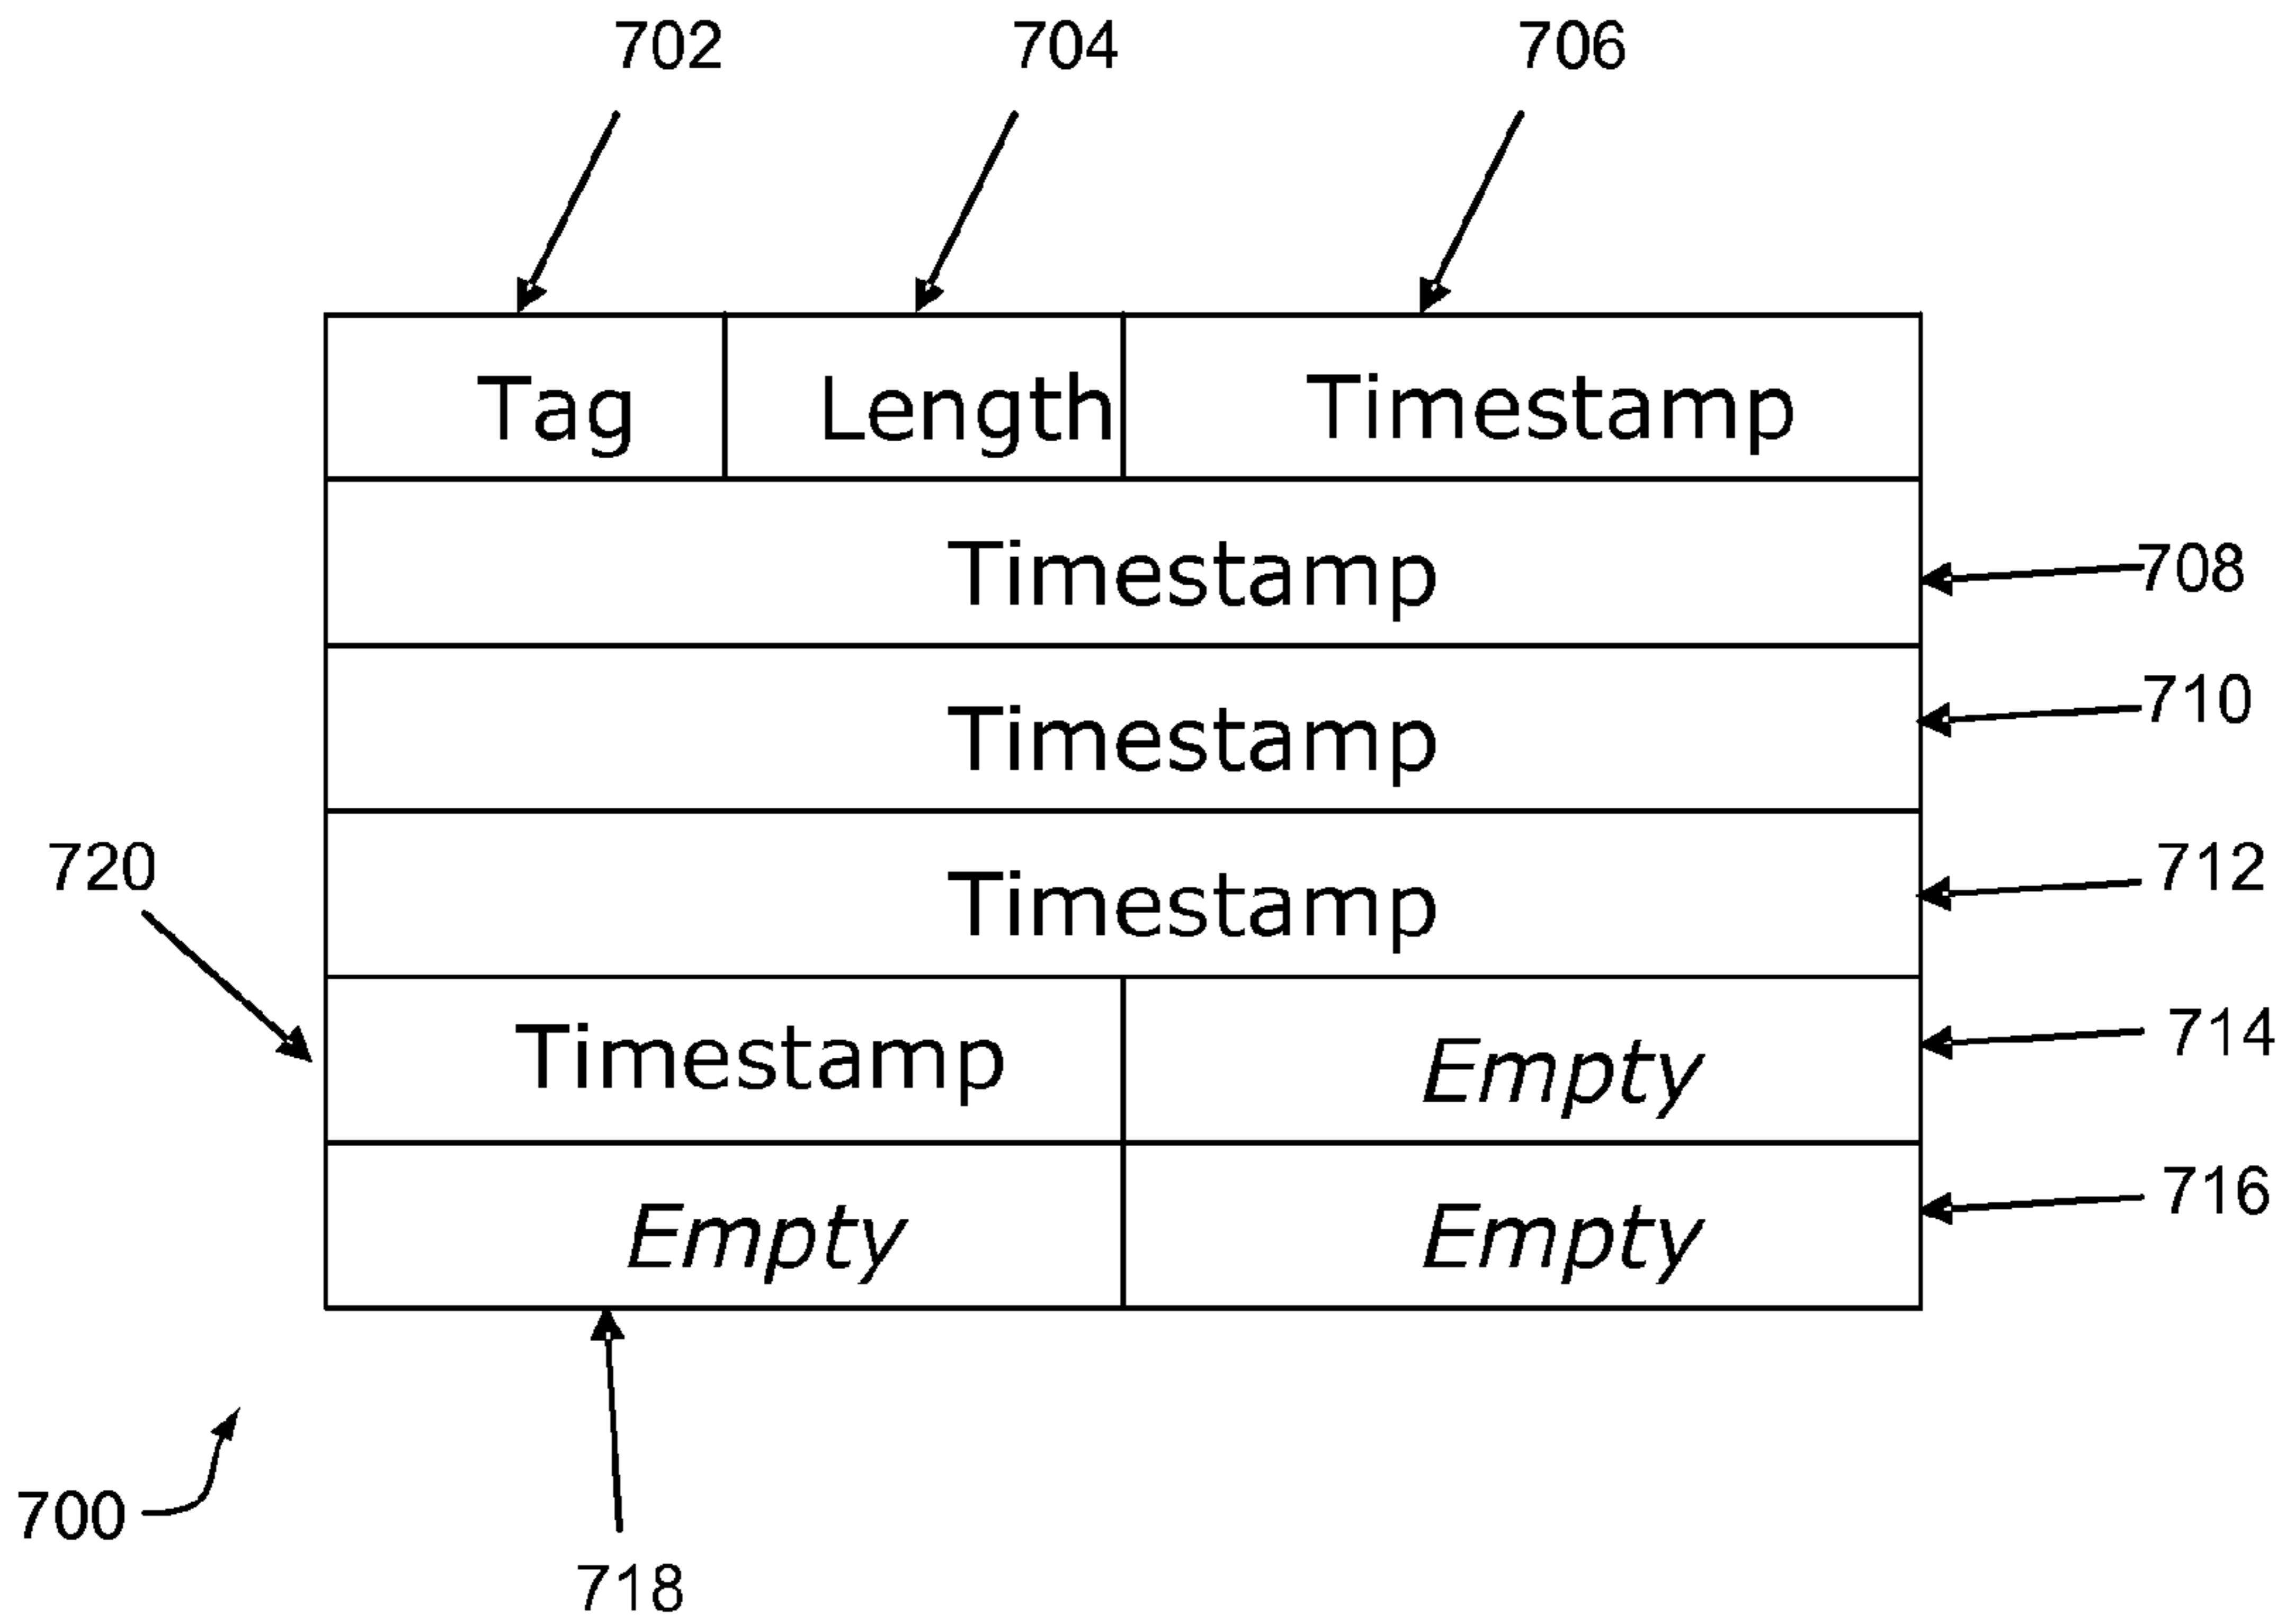 702 704 706
Tag Length Timestamp
Timestamp 708
Timestamp 710
720 Timestamp 712
Timestamp Empty 714
Empty Empty 716
700
718